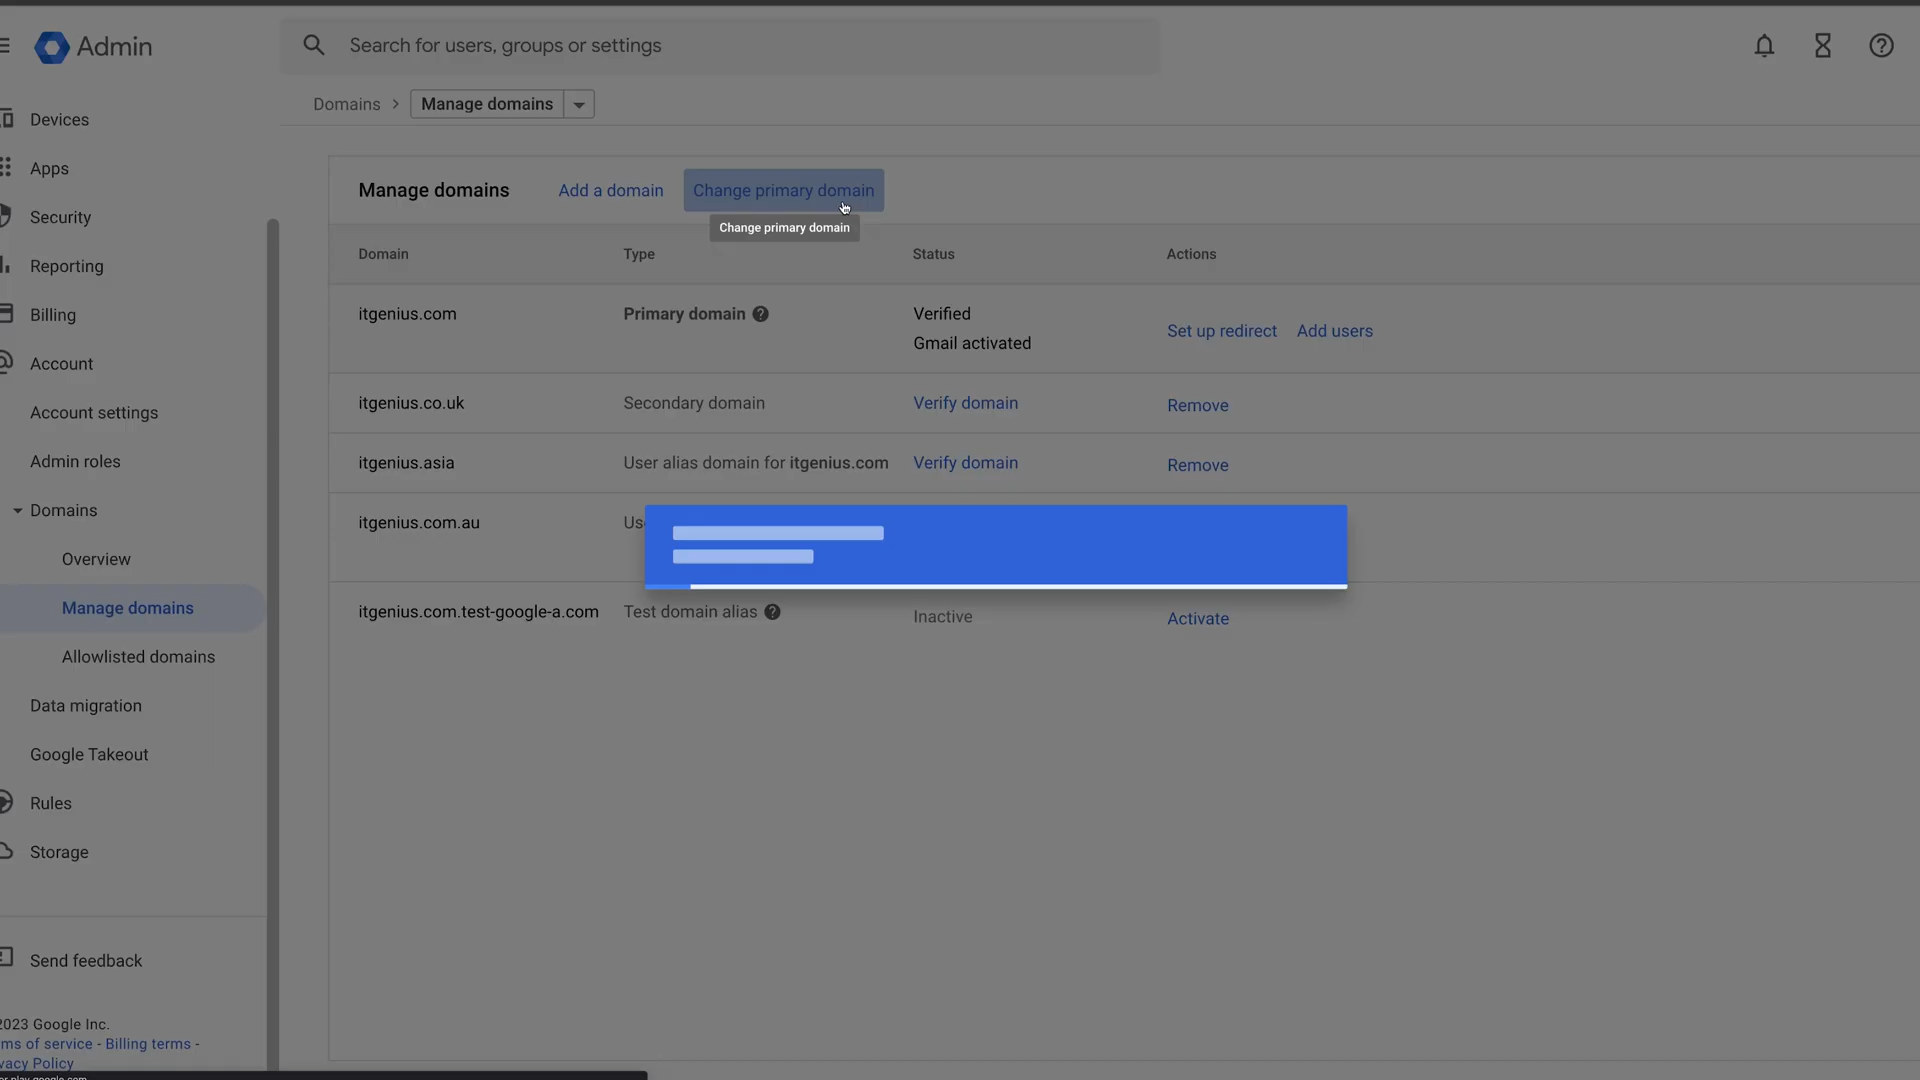 Admin
Search for users, groups or settings
Domains
Manage domains
Devices
Apps
Security
Reporting
Billing
Account
Account settings
Admin roles
Domains
Overview
Manage domains
Allowlisted domains
Data migration
Google Takeout
Rules
Storage
Send feedback
2023 Google Inc.
ms of service - Billing terms -
vacy Policy
Manage domains
Add a domain
Change primary domain
Change primary domain
Domain Type Status Actions
itgenius.com Primary domain Verified
Gmail activated
Set up redirect Add users
itgenius.co.uk Secondary domain Verify domain Remove
itgenius.asia User alias domain for itgenius.com Verify domain Remove
itgenius.com.au Us
itgenius.com.test-google-a.com Test domain alias Inactive Activate